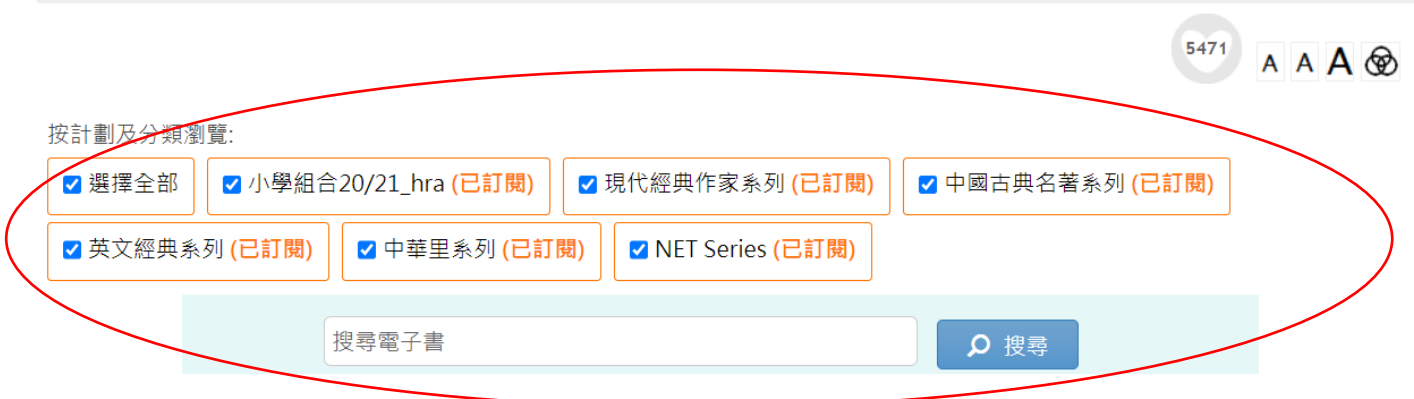 5471 A A A
按計劃及分類瀏覽:
選擇全部 小學組合20/21_hra (已訂閱) 現代經典作家系列 (已訂閱) 中國古典名著系列 (已訂閱)
英文經典系列 (已訂閱) 中華里系列 (已訂閱) NET Series (已訂閱)
搜尋電子書 搜尋